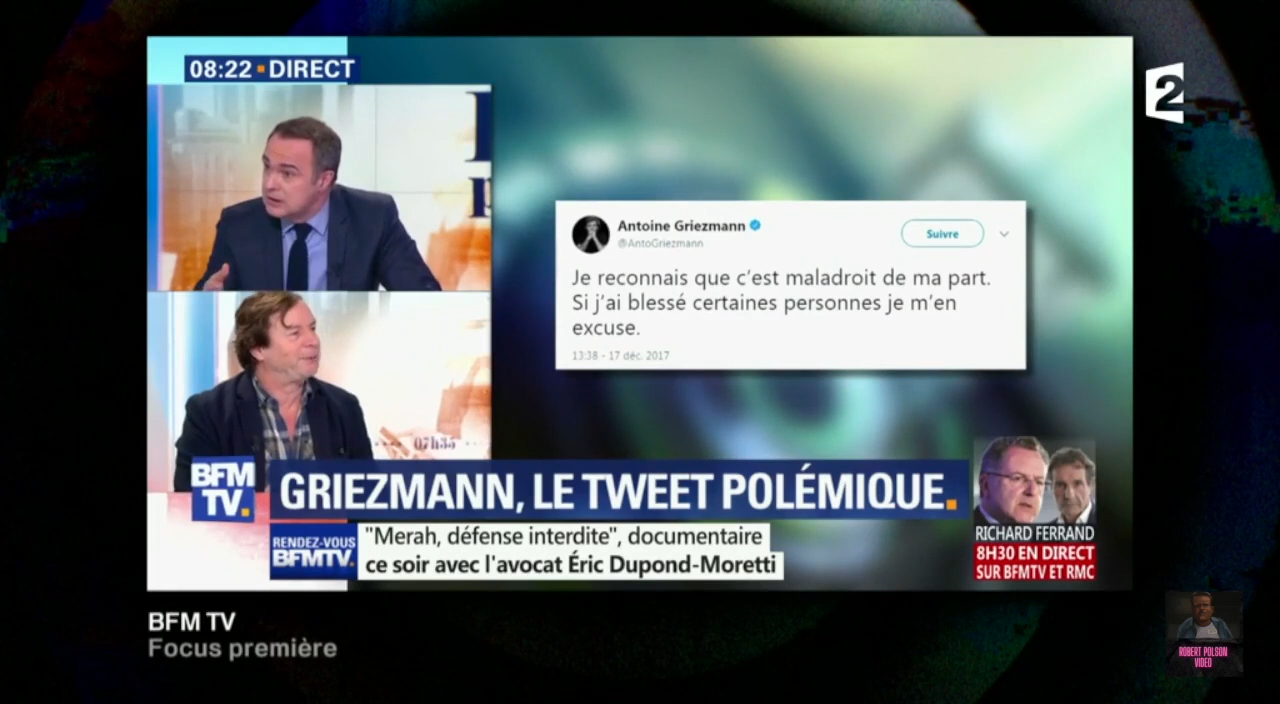 08:22 ▪ DIRECT
2
Antoine Griezmann
@AntoGriezmann
Suivre
Je reconnais que c'est maladroit de ma part.
Si j'ai blessé certaines personnes je m'en
excuse.
13:38 - 17 déc. 2017
07h35
BFM
TV.
GRIEZMANN, LE TWEET POLÉMIQUE.
RENDEZ-VOUS
BFMTV.
"Merah, défense interdite", documentaire
ce soir avec l'avocat Éric Dupond-Moretti
RICHARD FERRAND
8H30 EN DIRECT
SUR BFMTV ET RMC
BFM TV
Focus première
ROBERT POLSON
VIDEO